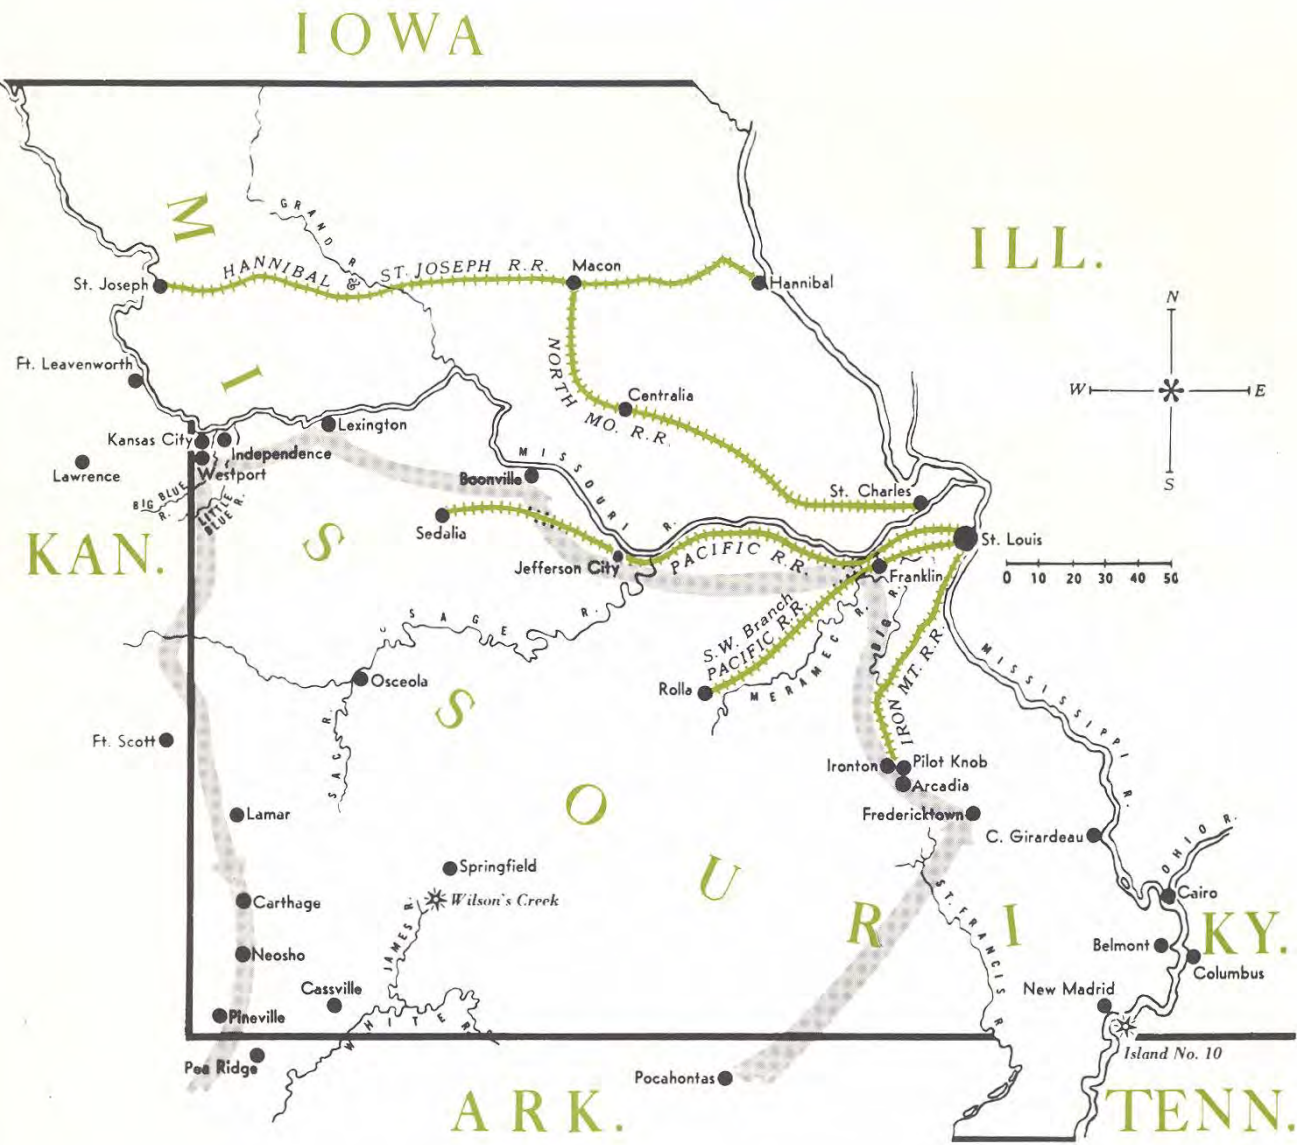 IOWA
MISSOURI
ILL.
KAN.
KY.
ARK.
TENN.
GRAND R.
HANNIBAL & ST. JOSEPH R.R.
St. Joseph
Macon
Hannibal
N
W
E
S
Ft. Leavenworth
NORTH MO. R.R.
Centralia
Lexington
Kansas City
Independence
Westport
Lawrence
BIG BLUE R.
LITTLE BLUE R.
Boonville
MISSOURI R.
St. Charles
Sedalia
St. Louis
Jefferson City
PACIFIC R.R.
Franklin
0 10 20 30 40 50
S.W. Branch
PACIFIC R.R.
MERAMEC R.
BIG R.
IRON MT. R.R.
MISSISSIPPI R.
OSAGE R.
Osceola
SAC R.
Rolla
Ft. Scott
Ironton
Pilot Knob
Arcadia
Lamar
Fredericktown
C. Girardeau
OHIO R.
Springfield
Wilson's Creek
ST. FRANCIS R.
Cairo
Carthage
JAMES R.
Belmont
Columbus
Neosho
Cassville
New Madrid
Pineville
WHITE R.
Island No. 10
Pea Ridge
Pocahontas